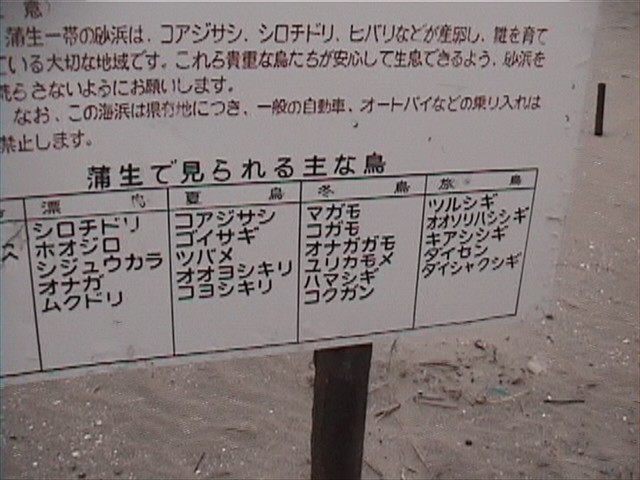 意）
蒲生一帯の砂浜は、コアジサシ、シロチドリ、ヒバリなどが産卵し、雛を育て
ている大切な地域です。これら貴重な鳥たちが安心して生息できるよう、砂浜を
荒らさないようにお願いします。
なお、この海浜は県有地につき、一般の自動車、オートバイなどの乗り入れは
禁止します。
蒲生で見られる主な鳥
漂鳥 夏鳥 冬鳥 旅鳥
シロチドリ コアジサシ マガモ ツルシギ
ホオジロ ゴイサギ コガモ オオソリハシシギ
シジュウカラ ツバメ オナガガモ キアシシギ
オナガ オオヨシキリ ユリカモメ ダイゼン
ムクドリ コヨシキリ ハマシギ ダイシャクシギ
コクガン